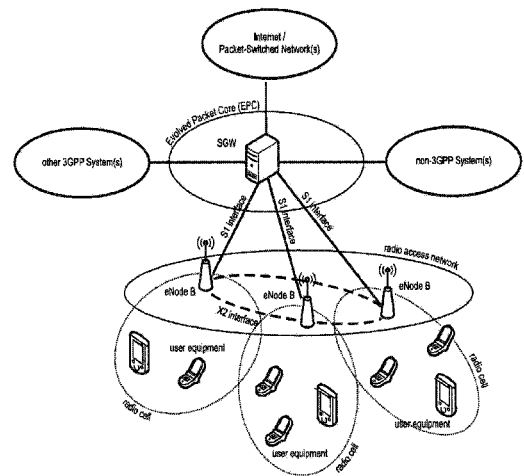 Internet /
Packet-Switched Network(s)
Evolved Packet Core (EPC)
SGW
other 3GPP System(s)
non-3GPP System(s)
S1 interface
S1 interface
S1 interface
radio access network
eNode B
eNode B
eNode B
X2 interface
user equipment
radio cell
radio cell
user equipment
user equipment
radio cell